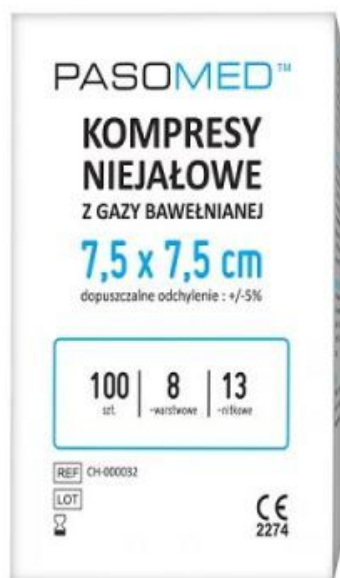 PASOMED™
KOMPRESY
NIEJAŁOWE
Z GAZY BAWEŁNIANEJ
7,5 x 7,5 cm
dopuszczalne odchylenie : +/-5%
100 8 13
szt. -warstwowe -nitkowe
REF CH-000032
LOT
CE
2274